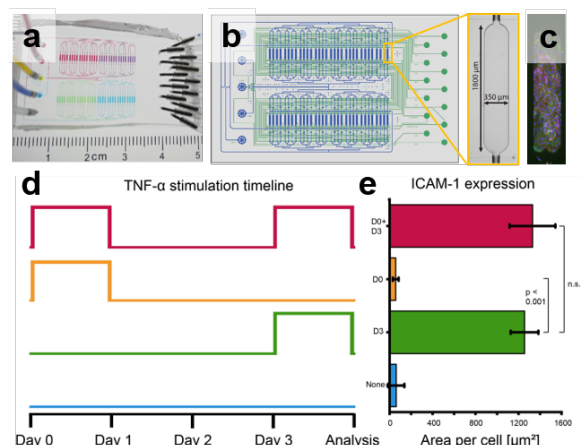 a
b
c
1
2
cm
3
4
5
1800 µm
350 µm
d
TNF-α stimulation timeline
Day 0
Day 1
Day 2
Day 3
Analysis
e
ICAM-1 expression
D0+
D3
D0
D3
None
p <
0.001
n.s.
0
400
800
1200
1600
Area per cell [µm²]